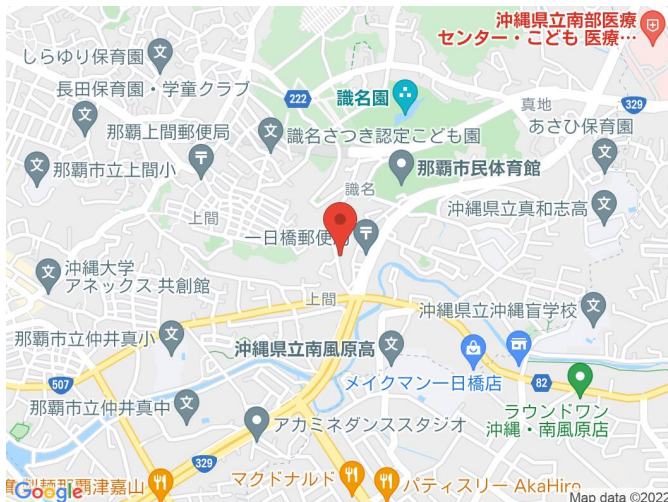 沖縄県立南部医療
センター・こども 医療…
しらゆり保育園
長田保育園・学童クラブ
222
識名園
真地
329
那覇上間郵便局
識名さつき認定こども園
あさひ保育園
那覇市立上間小
那覇市民体育館
識名
沖縄県立真和志高
上間
一日橋郵便局
沖縄大学
アネックス 共創館
上間
沖縄県立沖縄盲学校
那覇市立仲井真小
沖縄県立南風原高
507
メイクマン一日橋店
82
ラウンドワン
沖縄・南風原店
那覇市立仲井真中
アカミネダンススタジオ
329
那覇津嘉山
マクドナルド
パティスリー AkaHiro
Google
Map data ©2022